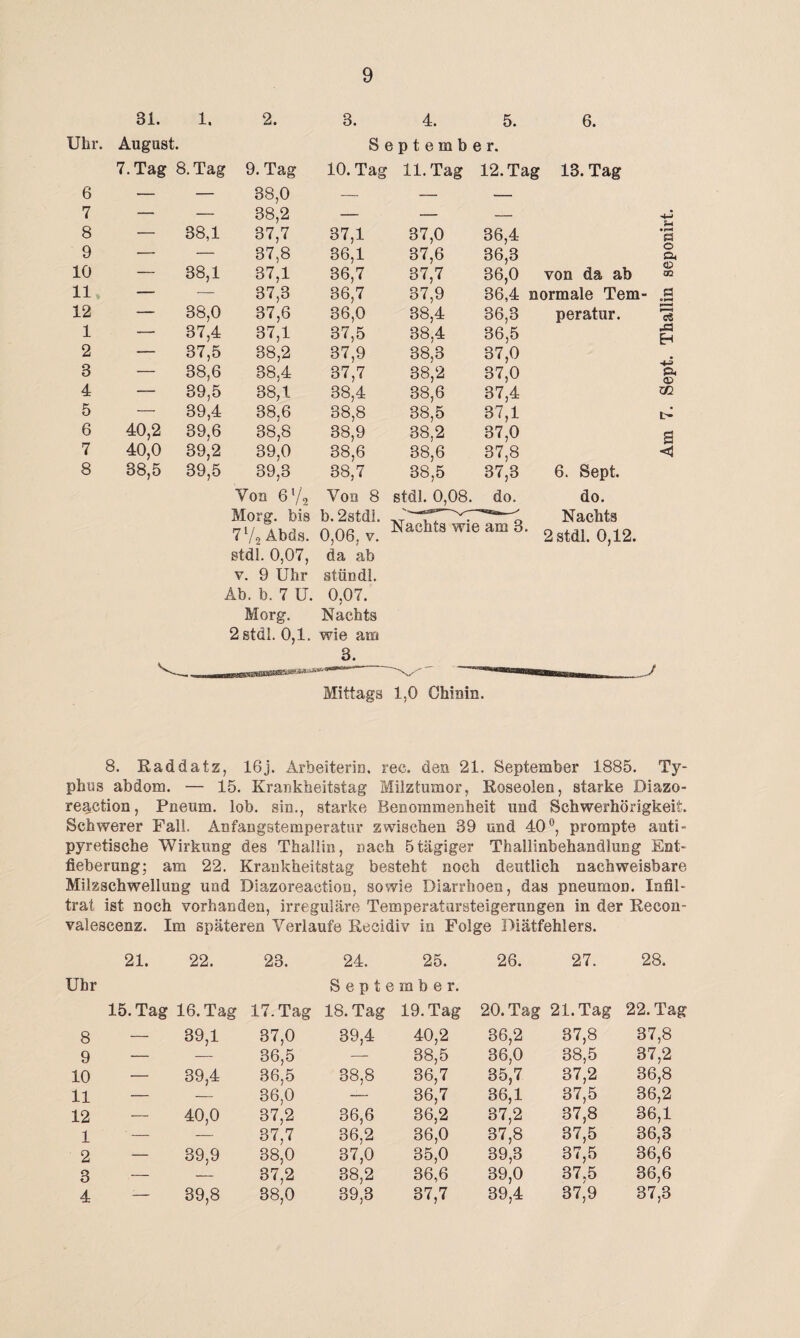 9
31. 1. 2. 3. 4. 5. 6.
Uhr. August. September.
7. Tag 8. Tag 9. Tag 10. Tag 11. Tag 12. Tag 13. Tag
6 — — 38,0 — — —
7 — — 38,2 — — —
8 — 38,1 37,7 37,1 37,0 36,4
9 — — 37,8 36,1 37,6 36,3
10 — 38,1 37,1 36,7 37,7 36,0 von da ab
11 — — 37,3 36,7 37,9 36,4 normale Tem-
12 — 38,0 37,6 36,0 38,4 36,3 peratur.
1 — 37,4 37,1 37,5 38,4 36,5
2 — 37,5 38,2 37,9 38,3 37,0
3 — 38,6 38,4 37,7 38,2 37,0
4 — 39,5 38,1 38,4 38,6 37,4
5 — 39,4 38,6 38,8 38,5 37,1
6 40,2 39,6 38,8 38,9 38,2 37,0
7 40,0 39,2 39,0 38,6 38,6 37,8
8 38,5 39,5 39,3 38,7 38,5 37,3 6. Sept.
Am 7. Sept. Thallin seponirt.
Von 6 1/2 Von 8 stdl. 0,08. do. do.
Morg. bis b. 2stdl. Nachts wie am 3. Nachts
7 1/2 Abds. 0,06, v. 2 stdl. 0,12.
stdl. 0,07, da ab
v. 9 Uhr stündl.
Ab. b. 7 U. 0,07.
Morg. Nachts
2 stdl. 0,1. wie am
3.
Mittags 1,0 Chinin.
8. Raddatz, 16j. Arbeiterin, rec. den 21. September 1885. Ty-
phus abdom. — 15. Krankheitstag Milztumor, Roseolen, starke Diazo-
reaction, Pneum. lob. sin., starke Benommenheit und Schwerhörigkeit.
Schwerer Fall. Anfangstemperatur zwischen 39 und 40⁰, prompte anti-
pyretische Wirkung des Thallin, nach 5tägiger Thallinbehandlung Ent-
fieberung; am 22. Krankheitstag besteht noch deutlich nachweisbare
Milzschwellung und Diazoreaction, sowie Diarrhoen, das pneumon. Infil-
trat ist noch vorhanden, irreguläre Temperatursteigerungen in der Recon-
valescenz. Im späteren Verlaufe Recidiv in Folge Diätfehlers.
21. 22. 23. 24. 25. 26. 27. 28.
Uhr September.
15. Tag 16. Tag 17. Tag 18. Tag 19. Tag 20. Tag 21. Tag 22. Tag
8 — 39,1 37,0 39,4 40,2 36,2 37,8 37,8
9 — — 36,5 — 38,5 36,0 38,5 37,2
10 — 39,4 36,5 38,8 36,7 35,7 37,2 36,8
11 — — 36,0 — 36,7 36,1 37,5 36,2
12 — 40,0 37,2 36,6 36,2 37,2 37,8 36,1
1 — — 37,7 36,2 36,0 37,8 37,5 36,3
2 — 39,9 38,0 37,0 35,0 39,3 37,5 36,6
3 — — 37,2 38,2 36,6 39,0 37,5 36,6
4 — 39,8 38,0 39,3 37,7 39,4 37,9 37,3